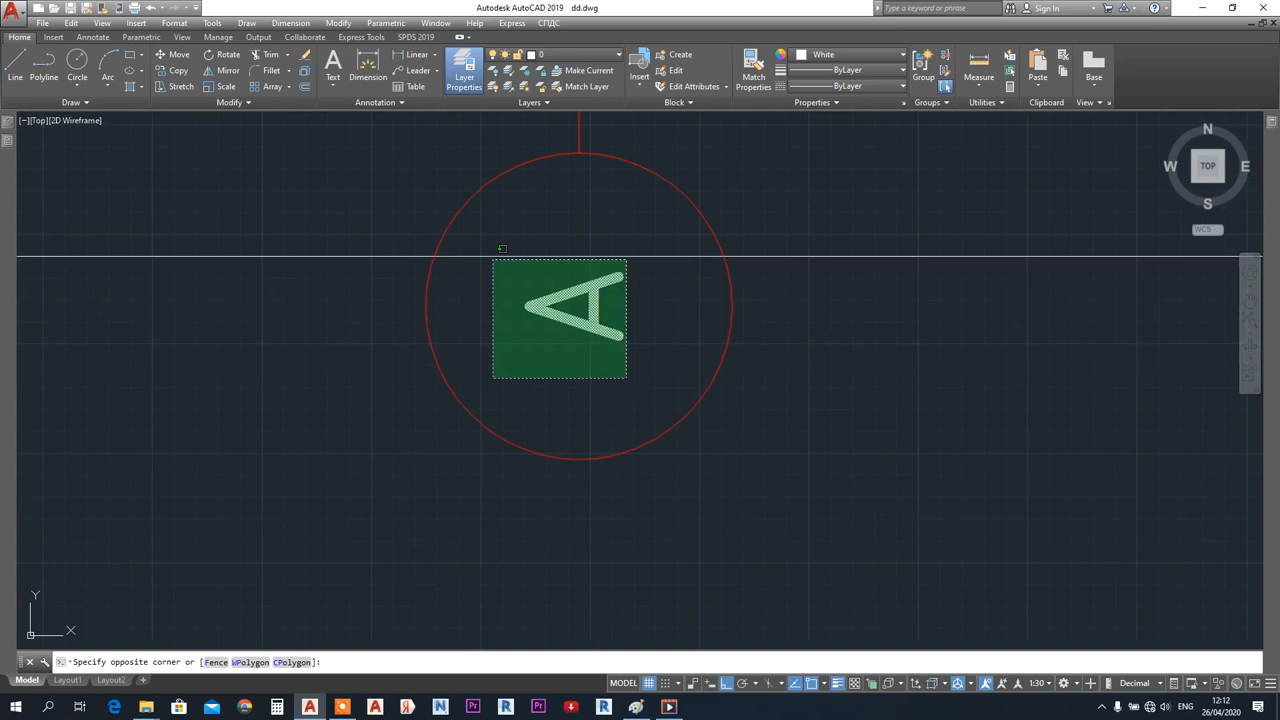 Autodesk AutoCAD 2019 dd.dwg
Type a keyword or phrase
Sign In
File Edit View Insert Format Tools Draw Dimension Modify Parametric Window Help Express СПДС
Home Insert Annotate Parametric View Manage Output Collaborate Express Tools SPDS 2019
Line Polyline Circle Arc
Move Rotate Trim
Copy Mirror Fillet
Stretch Scale Array
Text Dimension
Linear
Leader
Table
Layer
Properties
0
Make Current
Match Layer
Insert
Create
Edit
Edit Attributes
Match
Properties
White
ByLayer
ByLayer
Group Measure Paste Base
Draw Modify Annotation Layers Block Properties Groups Utilities Clipboard View
[−][Top][2D Wireframe]
N
W TOP E
S
WCS
A
Y
X
Specify opposite corner or [Fence WPolygon CPolygon]:
Model Layout1 Layout2
MODEL 1:30 Decimal
ENG 12:12
26/04/2020